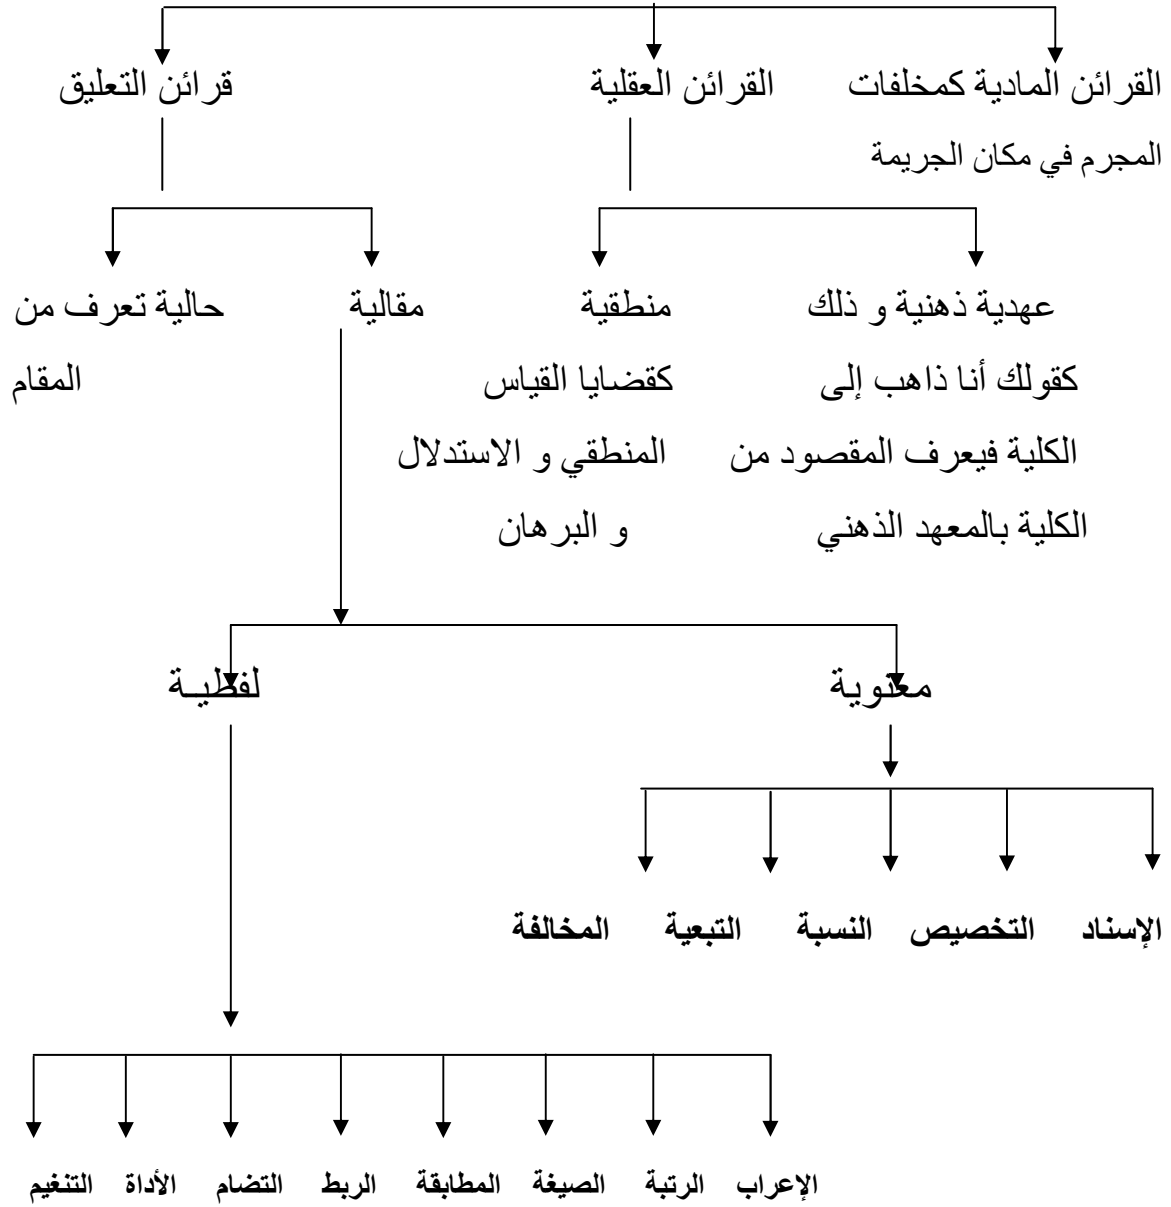 القرائن المادية كمخلفات القرائن العقلية قرائن التعليق
المجرم في مكان الجريمة
عهدية ذهنية و ذلك منطقية مقالية حالية تعرف من
كقولك أنا ذاهب إلى كقضايا القياس المقام
الكلية فيعرف المقصود من المنطقي و الاستدلال
الكلية بالمعهد الذهني و البرهان
معنوية لفظيـة
الإسناد التخصيص النسبة التبعية المخالفة
الإعراب الرتبة الصيغة المطابقة الربط التضام الأداة التنغيم